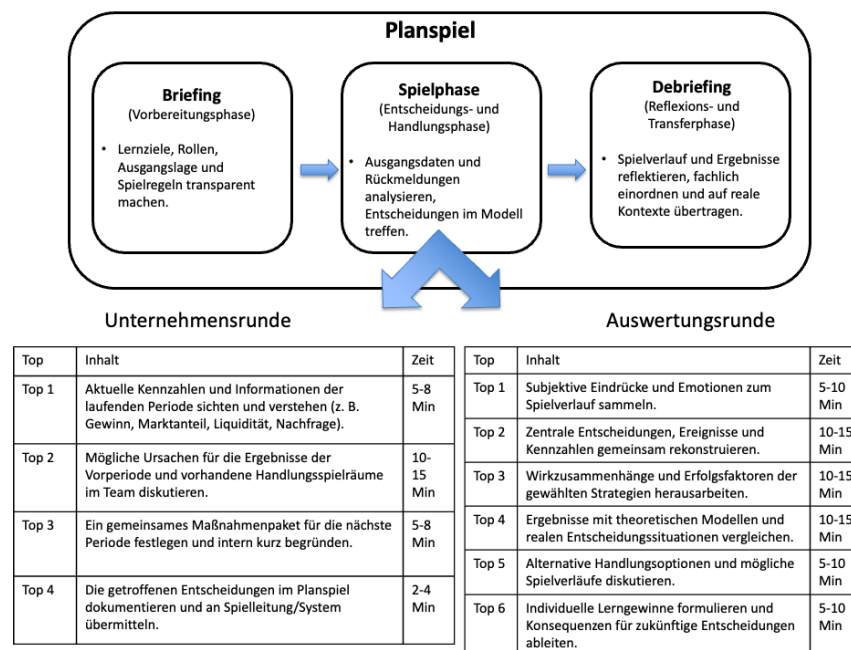 Planspiel
Briefing
(Vorbereitungsphase)
• Lernziele, Rollen,
Ausgangslage und
Spielregeln transparent
machen.
Spielphase
(Entscheidungs- und
Handlungsphase)
• Ausgangsdaten und
Rückmeldungen
analysieren,
Entscheidungen im Modell
treffen.
Debriefing
(Reflexions- und
Transferphase)
• Spielverlauf und Ergebnisse
reflektieren, fachlich
einordnen und auf reale
Kontexte übertragen.
Unternehmensrunde
Top Inhalt Zeit
Top 1 Aktuelle Kennzahlen und Informationen der 5-8
laufenden Periode sichten und verstehen (z. B. Min
Gewinn, Marktanteil, Liquidität, Nachfrage).
Top 2 Mögliche Ursachen für die Ergebnisse der 10-
Vorperiode und vorhandene Handlungsspielräume 15
im Team diskutieren. Min
Top 3 Ein gemeinsames Maßnahmenpaket für die nächste 5-8
Periode festlegen und intern kurz begründen. Min
Top 4 Die getroffenen Entscheidungen im Planspiel 2-4
dokumentieren und an Spielleitung/System Min
übermitteln.
Auswertungsrunde
Top Inhalt Zeit
Top 1 Subjektive Eindrücke und Emotionen zum 5-10
Spielverlauf sammeln. Min
Top 2 Zentrale Entscheidungen, Ereignisse und 10-15
Kennzahlen gemeinsam rekonstruieren. Min
Top 3 Wirkzusammenhänge und Erfolgsfaktoren der 10-15
gewählten Strategien herausarbeiten. Min
Top 4 Ergebnisse mit theoretischen Modellen und 10-15
realen Entscheidungssituationen vergleichen. Min
Top 5 Alternative Handlungsoptionen und mögliche 5-10
Spielverläufe diskutieren. Min
Top 6 Individuelle Lerngewinne formulieren und 5-10
Konsequenzen für zukünftige Entscheidungen Min
ableiten.